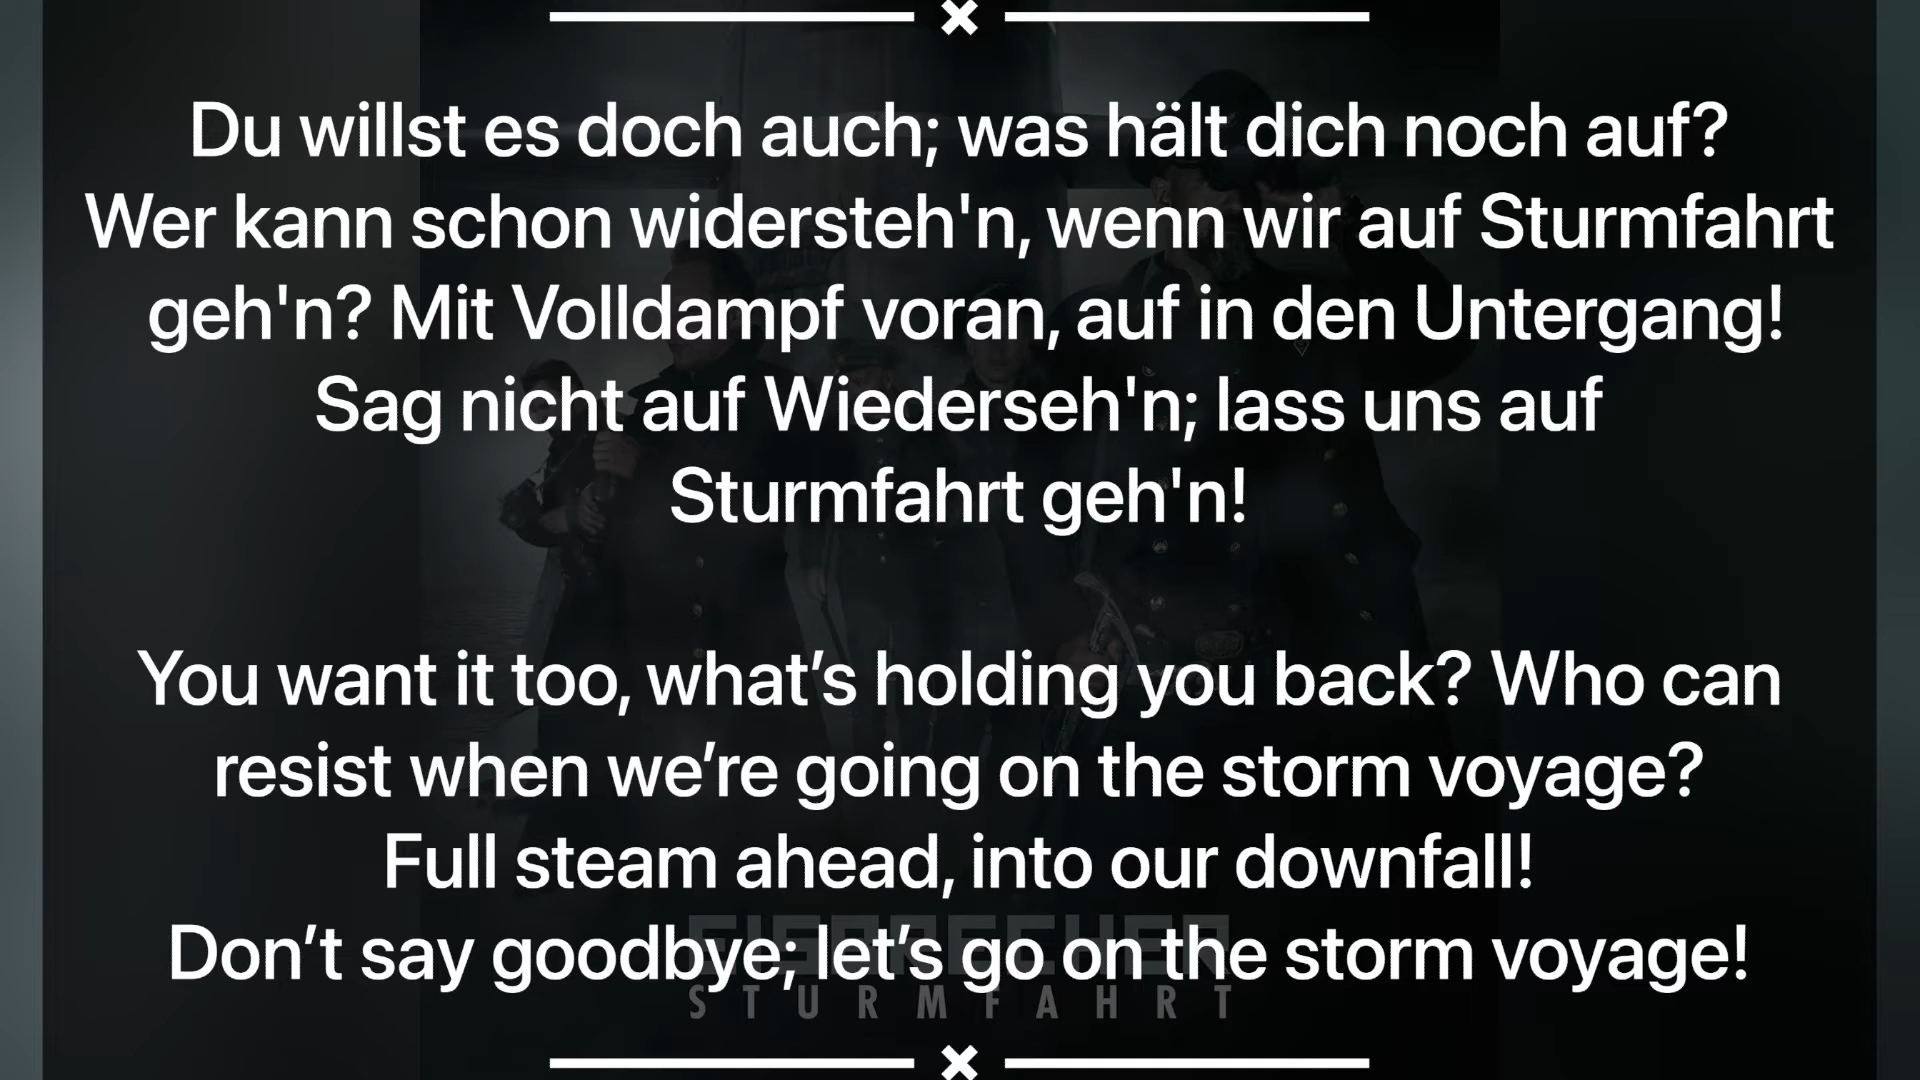 Du willst es doch auch; was hält dich noch auf?
Wer kann schon widersteh'n, wenn wir auf Sturmfahrt
geh'n? Mit Volldampf voran, auf in den Untergang!
Sag nicht auf Wiederseh'n; lass uns auf
Sturmfahrt geh'n!
You want it too, what’s holding you back? Who can
resist when we’re going on the storm voyage?
Full steam ahead, into our downfall!
Don’t say goodbye; let’s go on the storm voyage!
EISBRECHER
STURMFAHRT